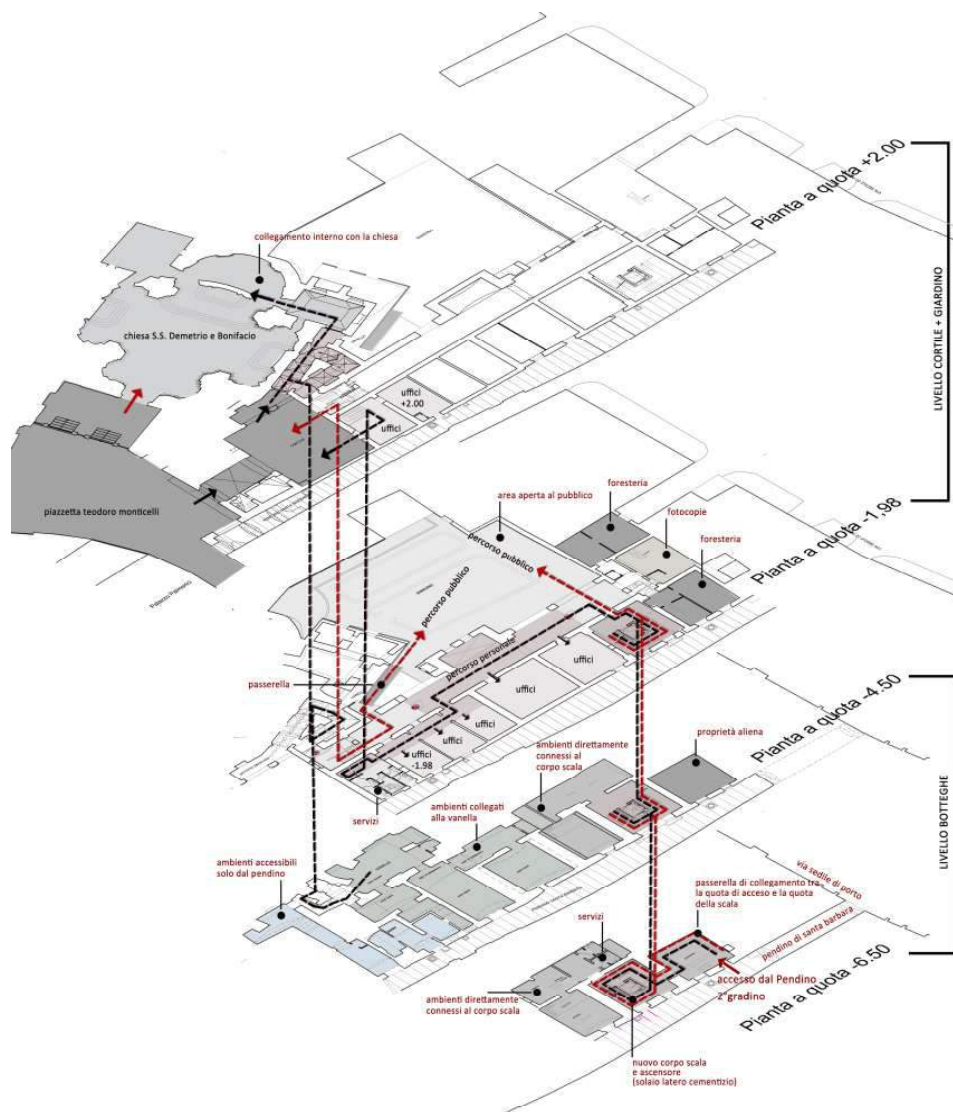 Pianta a quota +2.00
collegamento interno con la chiesa
chiesa S.S. Demetrio e Bonifacio
uffici
+2.00
uffici
piazzetta teodoro monticelli
LIVELLO CORTILE + GIARDINO
Pianta a quota -1,98
area aperta al pubblico
foresteria
fotocopie
foresteria
percorso pubblico
percorso pubblico
percorso personale
passerella
uffici
uffici
uffici
uffici
uffici
-1.98
servizi
Pianta a quota -4.50
proprietà aliena
ambienti direttamente
connessi al
corpo scala
ambienti collegati
alla vanella
ambienti accessibili
solo dal pendino
LIVELLO BOTTEGHE
via sedile di porto
passerella di collegamento tra
la quota di acceso e la quota
della scala
pendino di santa barbara
servizi
accesso dal Pendino
2°gradino
Pianta a quota -6.50
ambienti direttamente
connessi al corpo scala
nuovo corpo scala
e ascensore
(solaio latero cementizio)